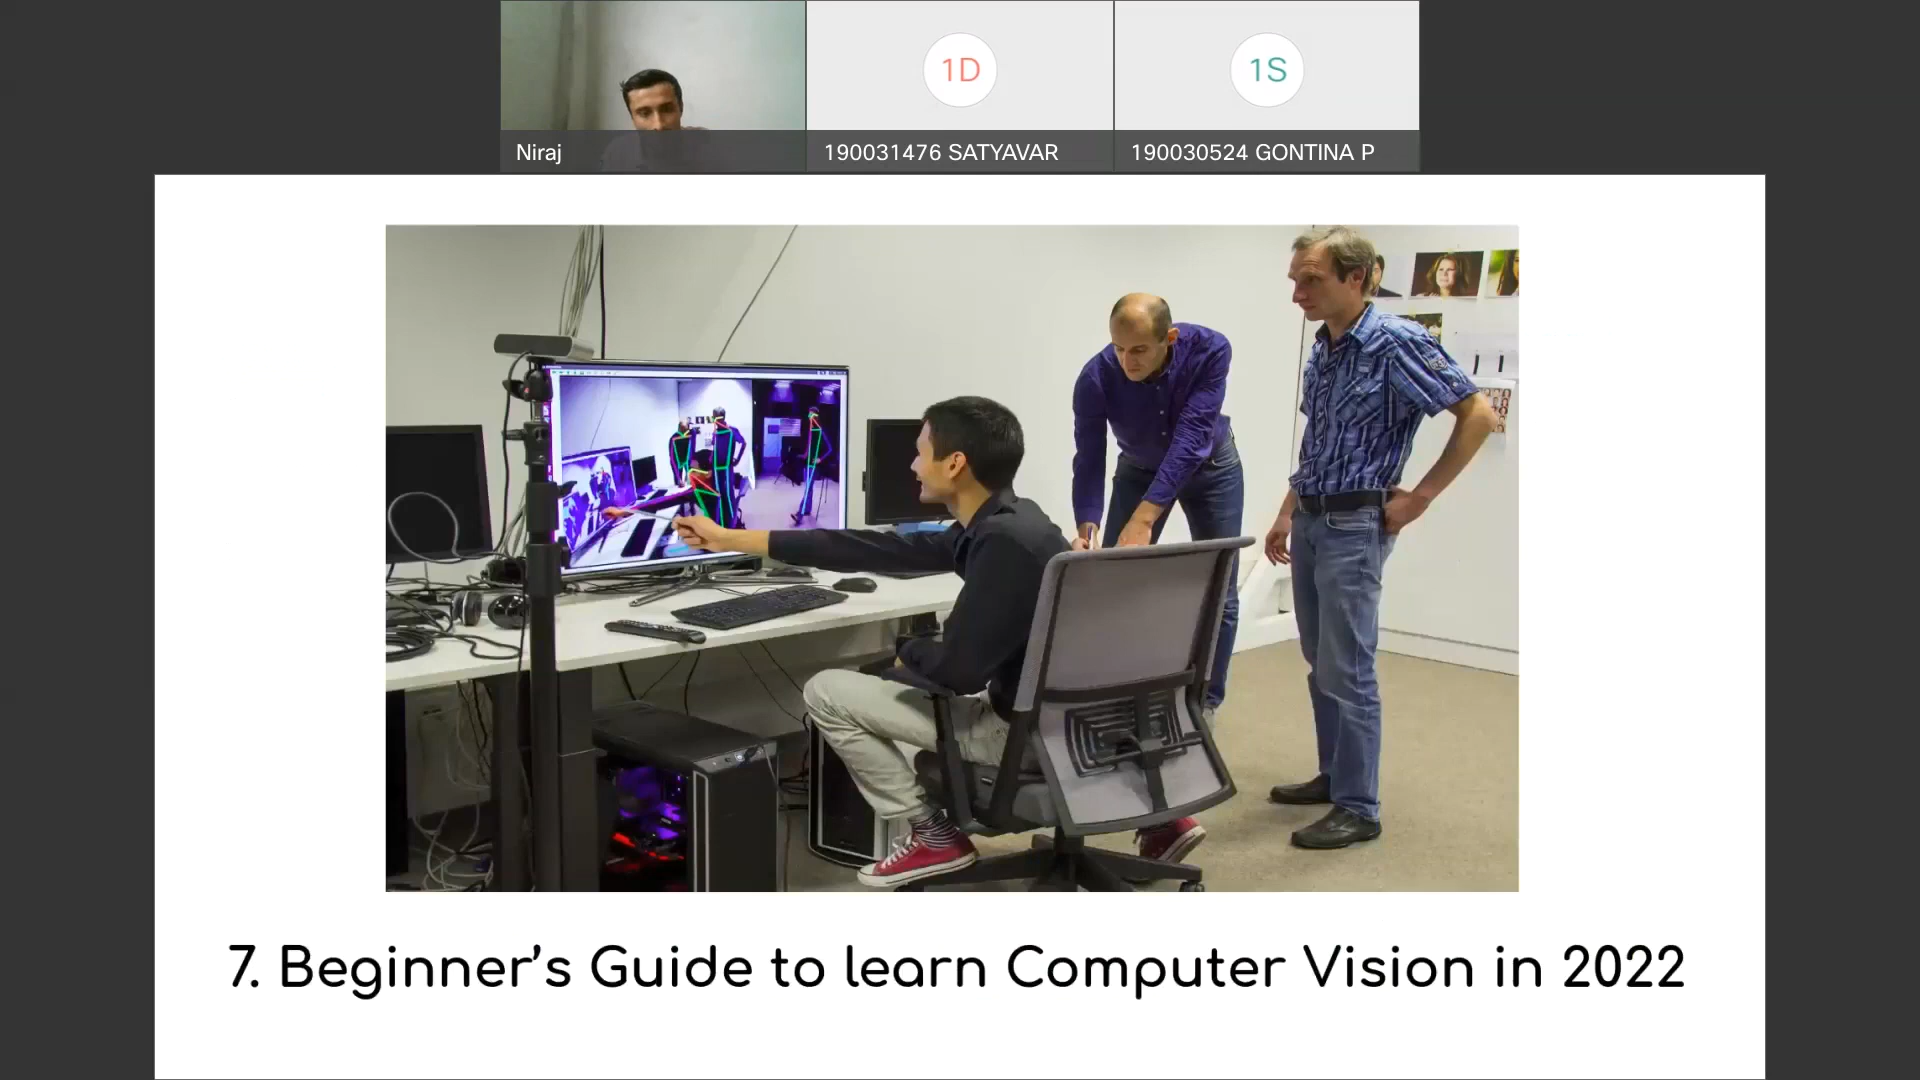 1D
1S
Niraj
190031476 SATYAVAR
190030524 GONTINA P
7. Beginner's Guide to learn Computer Vision in 2022